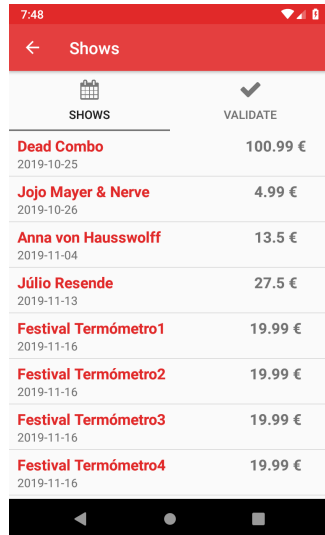 7:48
Shows
SHOWS VALIDATE
Dead Combo 100.99 €
2019-10-25
Jojo Mayer & Nerve 4.99 €
2019-10-26
Anna von Hausswolff 13.5 €
2019-11-04
Júlio Resende 27.5 €
2019-11-13
Festival Termómetro1 19.99 €
2019-11-16
Festival Termómetro2 19.99 €
2019-11-16
Festival Termómetro3 19.99 €
2019-11-16
Festival Termómetro4 19.99 €
2019-11-16